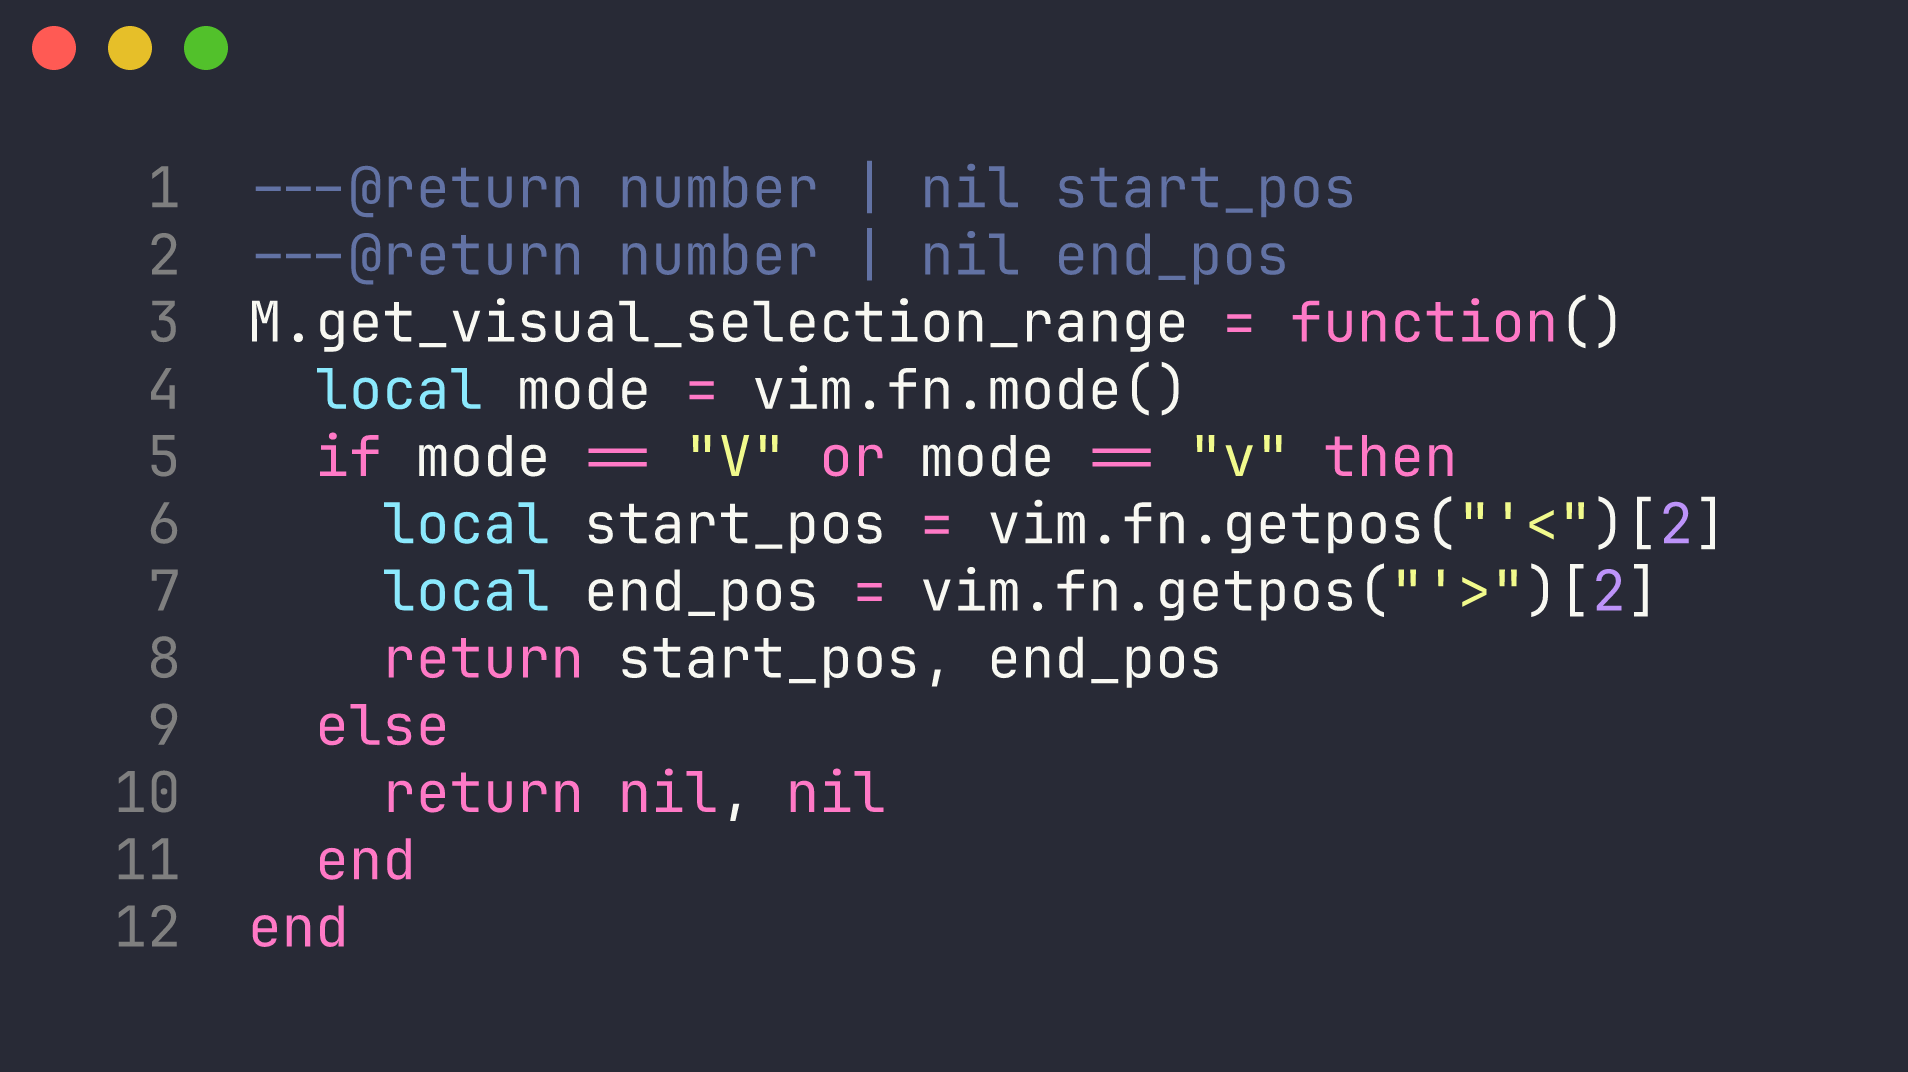 1 ---@return number | nil start_pos
2 ---@return number | nil end_pos
3 M.get_visual_selection_range = function()
4   local mode = vim.fn.mode()
5   if mode == "V" or mode == "v" then
6     local start_pos = vim.fn.getpos("'<")[2]
7     local end_pos = vim.fn.getpos("'>")[2]
8     return start_pos, end_pos
9   else
10     return nil, nil
11   end
12 end